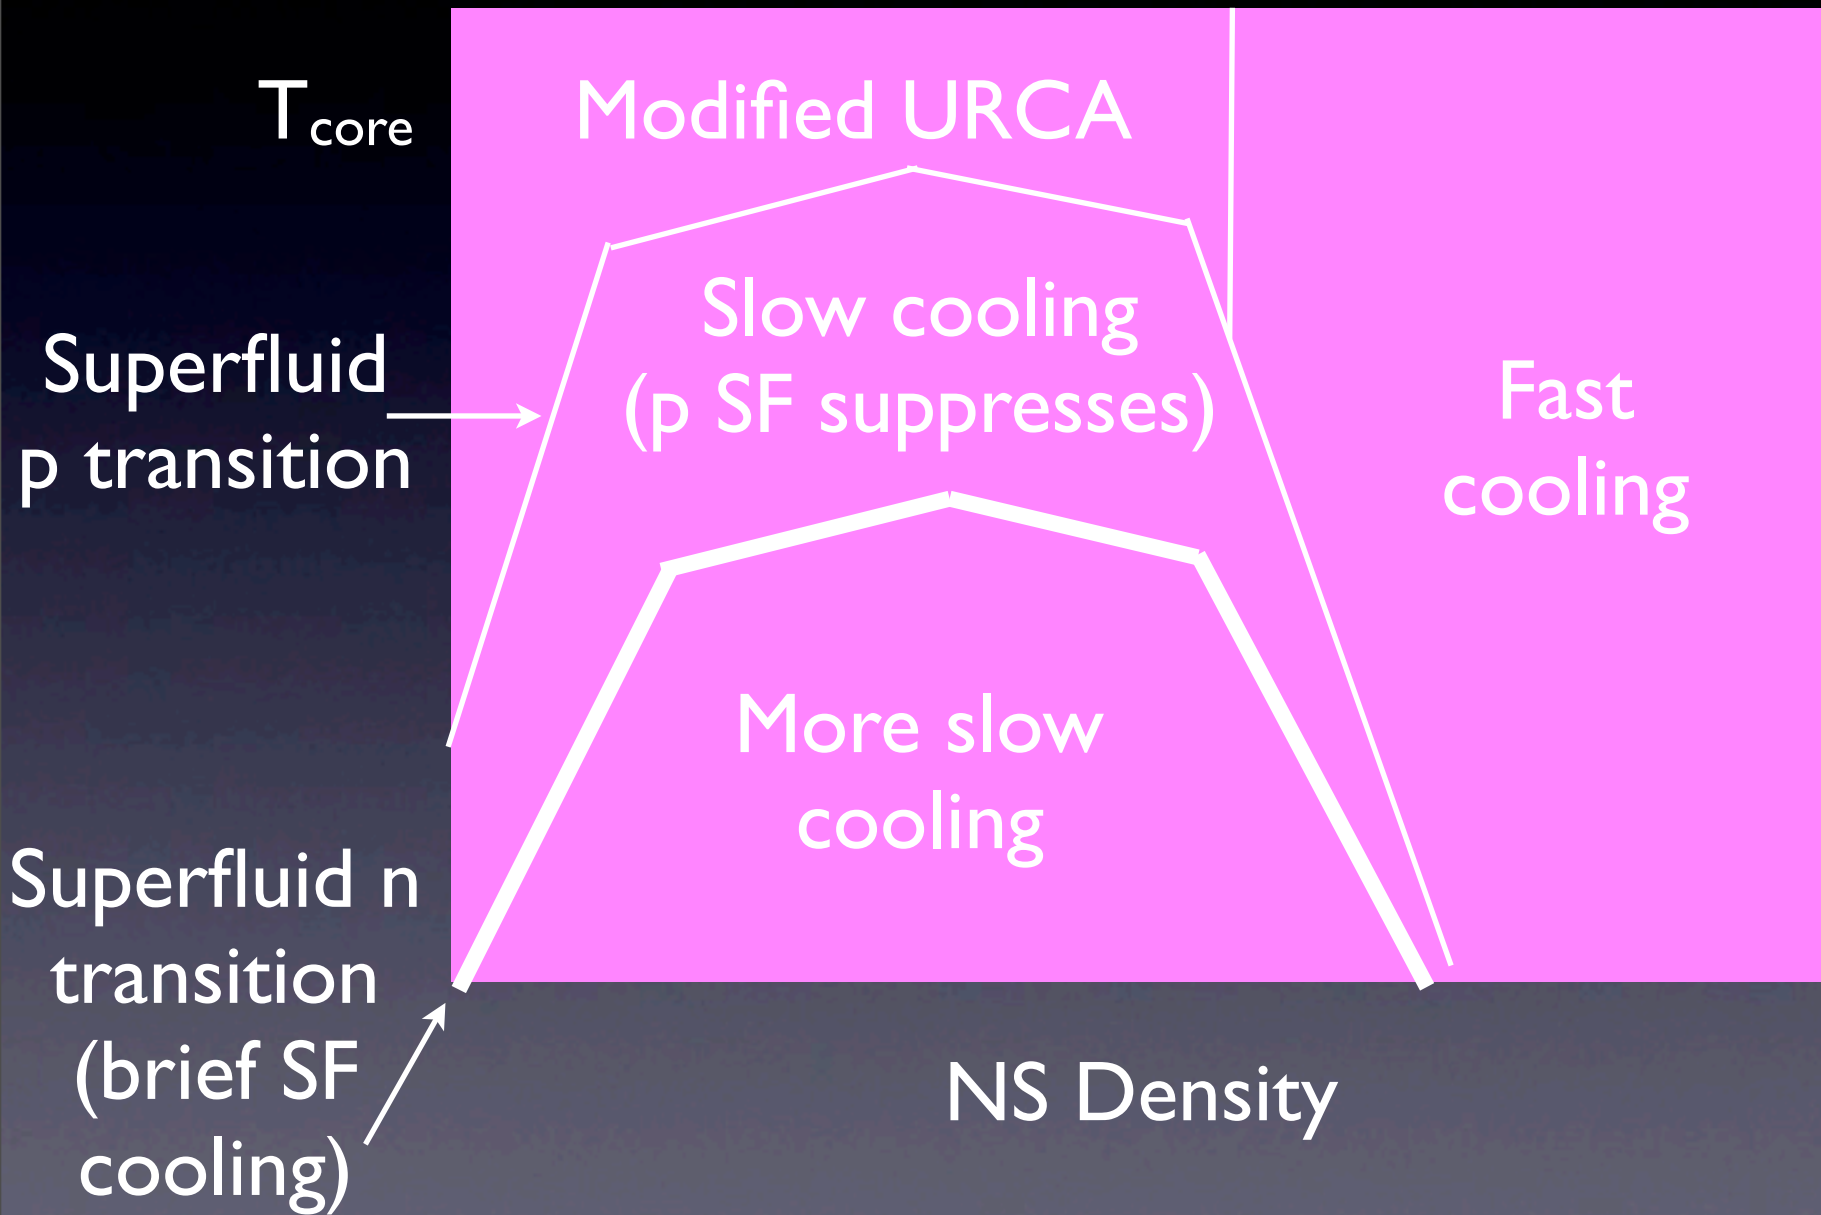 T core
Modified URCA
Superfluid
p transition
Slow cooling
(p SF suppresses)
Fast
cooling
More slow
cooling
Superfluid n
transition
(brief SF
cooling)
NS Density